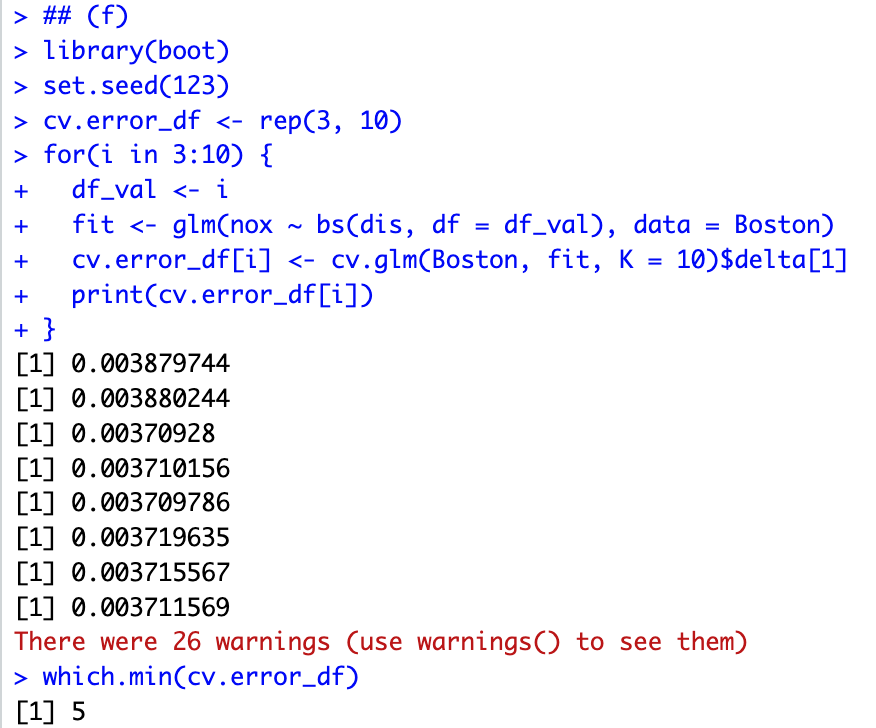 > ## (f)
> library(boot)
> set.seed(123)
> cv.error_df <- rep(3, 10)
> for(i in 3:10) {
+   df_val <- i
+   fit <- glm(nox ~ bs(dis, df = df_val), data = Boston)
+   cv.error_df[i] <- cv.glm(Boston, fit, K = 10)$delta[1]
+   print(cv.error_df[i])
+ }
[1] 0.003879744
[1] 0.003880244
[1] 0.00370928
[1] 0.003710156
[1] 0.003709786
[1] 0.003719635
[1] 0.003715567
[1] 0.003711569
There were 26 warnings (use warnings() to see them)
> which.min(cv.error_df)
[1] 5